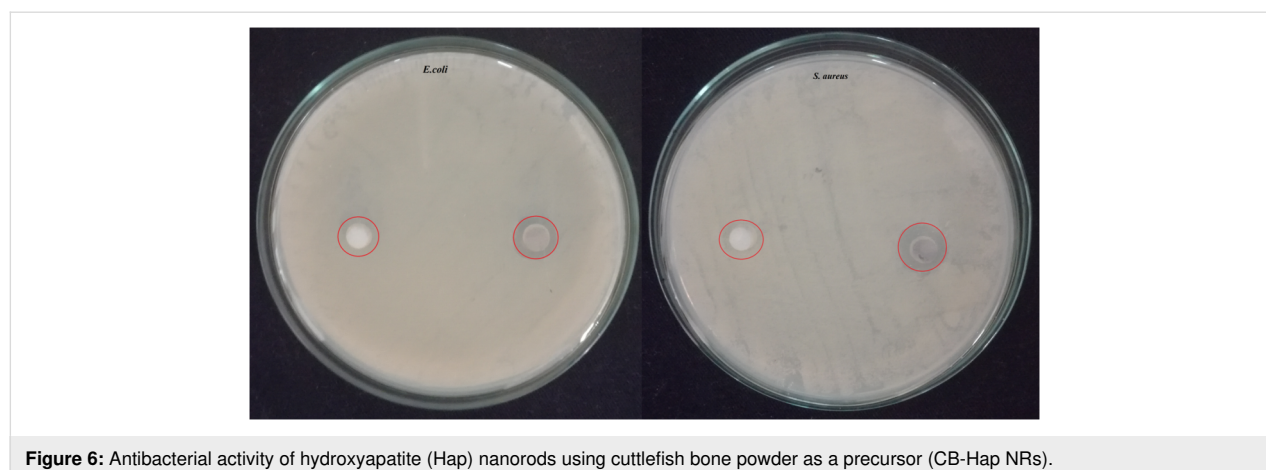 E.coli
S. aureus
Figure 6: Antibacterial activity of hydroxyapatite (Hap) nanorods using cuttlefish bone powder as a precursor (CB-Hap NRs).